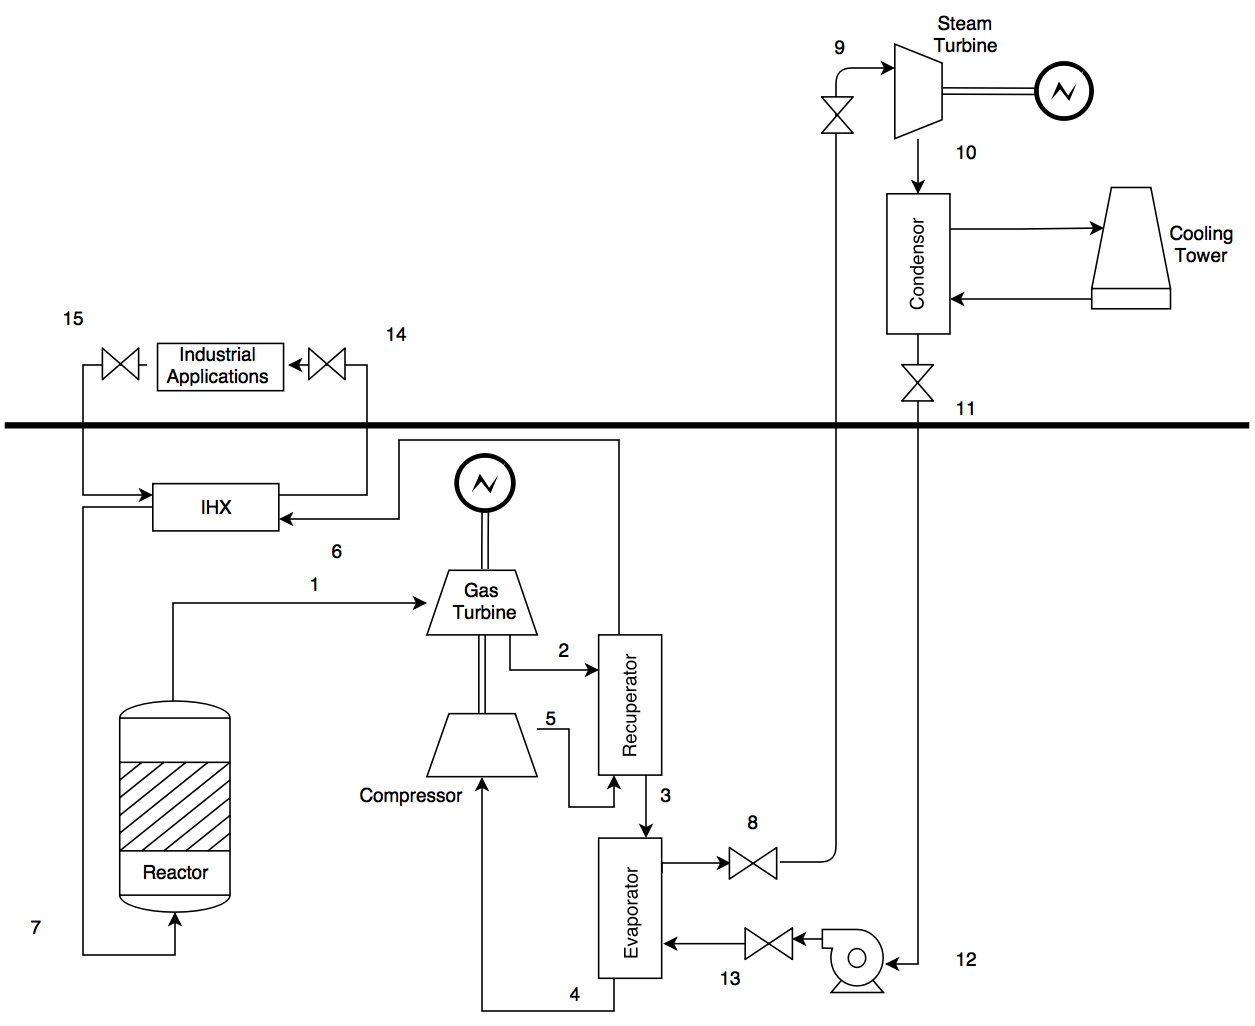 Steam
Turbine
9
10
Condensor
Cooling
Tower
15
14
Industrial
Applications
11
IHX
6
1
Gas
Turbine
2
Recuperator
5
Compressor
3
8
Reactor
Evaporator
7
12
13
4